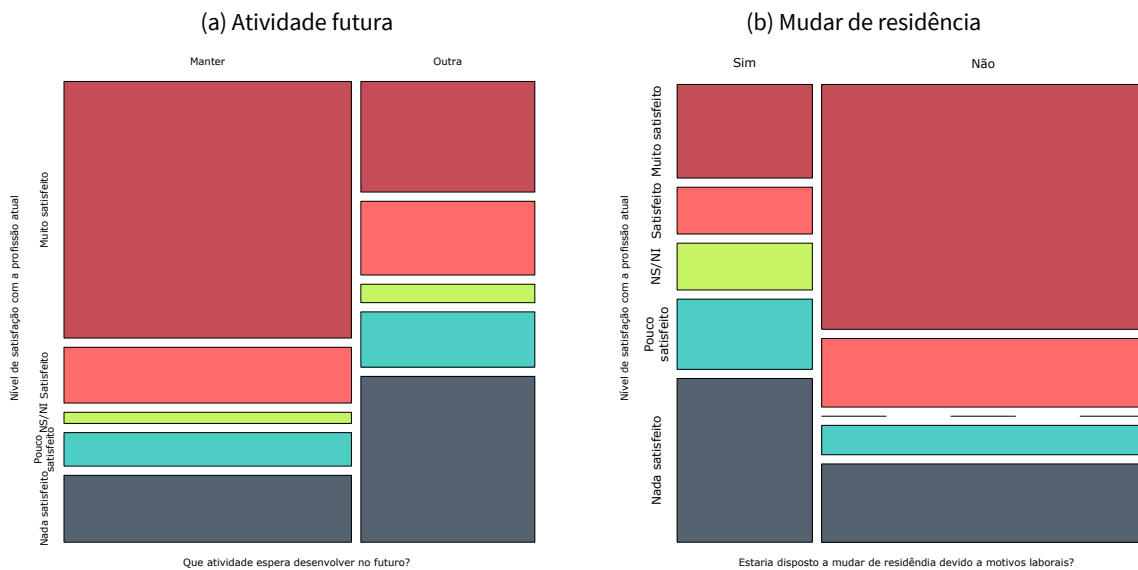 (a) Atividade futura
Manter
Outra
Nível de satisfação com a profissão atual
Muito satisfeito
Satisfeito
NS/NI
Pouco
satisfeito
Nada satisfeito
Que atividade espera desenvolver no futuro?
(b) Mudar de residência
Sim
Não
Nível de satisfação com a profissão atual
Muito satisfeito
Satisfeito
NS/NI
Pouco
satisfeito
Nada satisfeito
Estaria disposto a mudar de residência devido a motivos laborais?